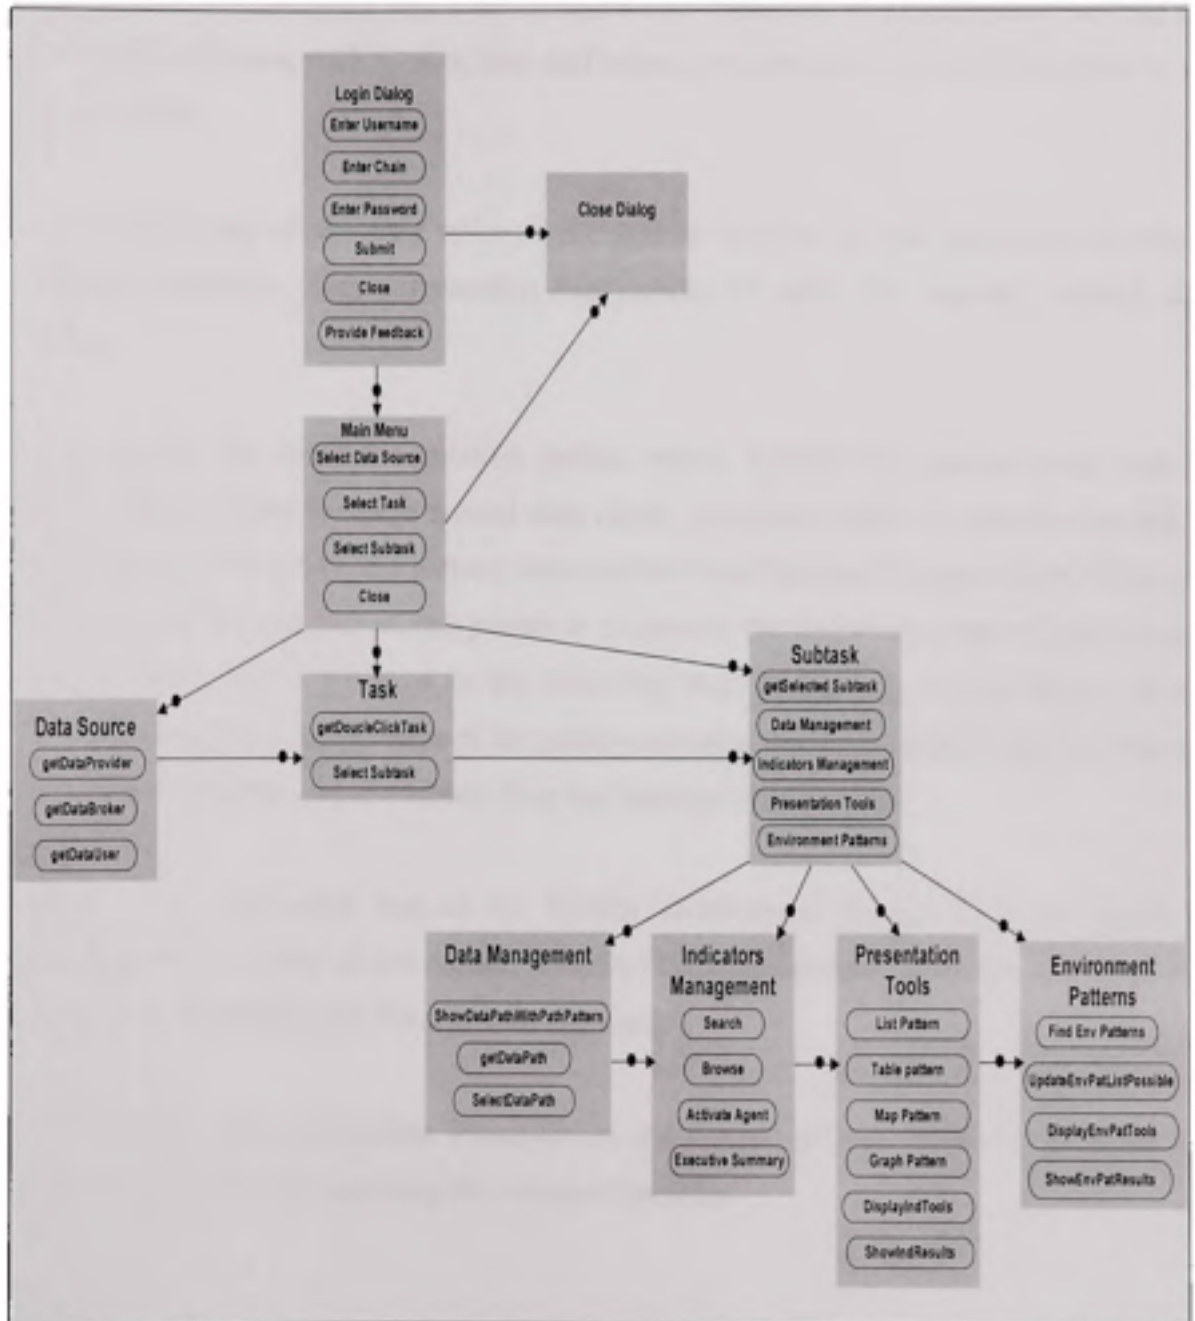 Login Dialog
Enter Username
Enter Chain
Enter Password
Submit
Close
Provide Feedback
Close Dialog
Main Menu
Select Data Source
Select Task
Select Subtask
Close
Data Source
getDataProvider
getDataBroker
getDataUser
Task
getDoucleClickTask
Select Subtask
Subtask
getSelected Subtask
Data Management
Indicators Management
Presentation Tools
Environment Patterns
Data Management
ShowDataPathWithPathPattern
getDataPath
SelectDataPath
Indicators
Management
Search
Browse
Activate Agent
Executive Summary
Presentation
Tools
List Pattern
Table pattern
Map Pattern
Graph Pattern
DisplayIndTools
ShowIndResults
Environment
Patterns
Find Env Patterns
UpdateEnvPatListPossible
DisplayEnvPatTools
ShowEnvPatResults